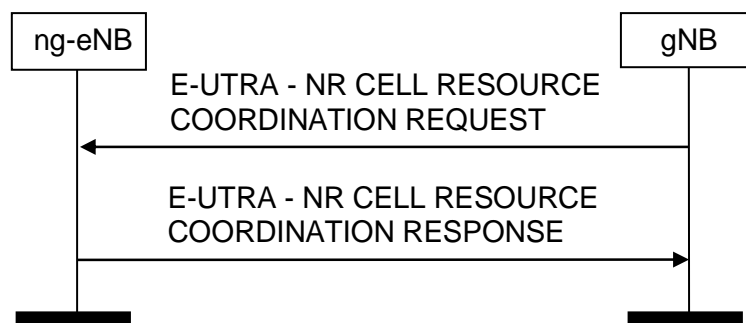 ng-eNB
gNB
E-UTRA - NR CELL RESOURCE
COORDINATION REQUEST
E-UTRA - NR CELL RESOURCE
COORDINATION RESPONSE